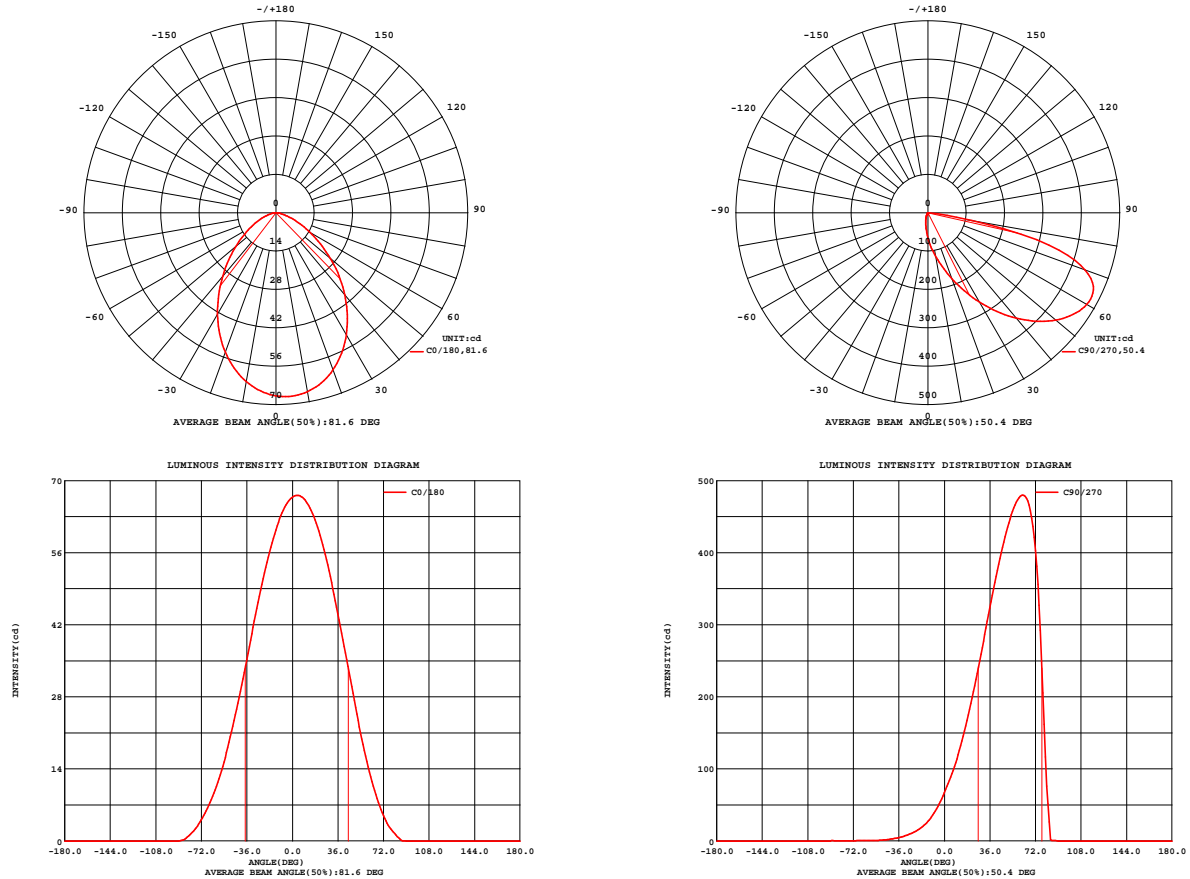 -/+180
-150 150
-120 120
-90 0 90
14
28
-60 42 60
UNIT:cd
C0/180,81.6
56
-30 70 30
0
AVERAGE BEAM ANGLE(50%):81.6 DEG
-/+180
-150 150
-120 120
-90 0 90
100
200
-60 300 60
UNIT:cd
C90/270,50.4
400
-30 500 30
0
AVERAGE BEAM ANGLE(50%):50.4 DEG
LUMINOUS INTENSITY DISTRIBUTION DIAGRAM
70
C0/180
56
42
INTENSITY(cd)
28
14
0
-180.0 -144.0 -108.0 -72.0 -36.0 0.0 36.0 72.0 108.0 144.0 180.0
ANGLE(DEG)
AVERAGE BEAM ANGLE(50%):81.6 DEG
LUMINOUS INTENSITY DISTRIBUTION DIAGRAM
500
C90/270
400
300
INTENSITY(cd)
200
100
0
-180.0 -144.0 -108.0 -72.0 -36.0 0.0 36.0 72.0 108.0 144.0 180.0
ANGLE(DEG)
AVERAGE BEAM ANGLE(50%):50.4 DEG